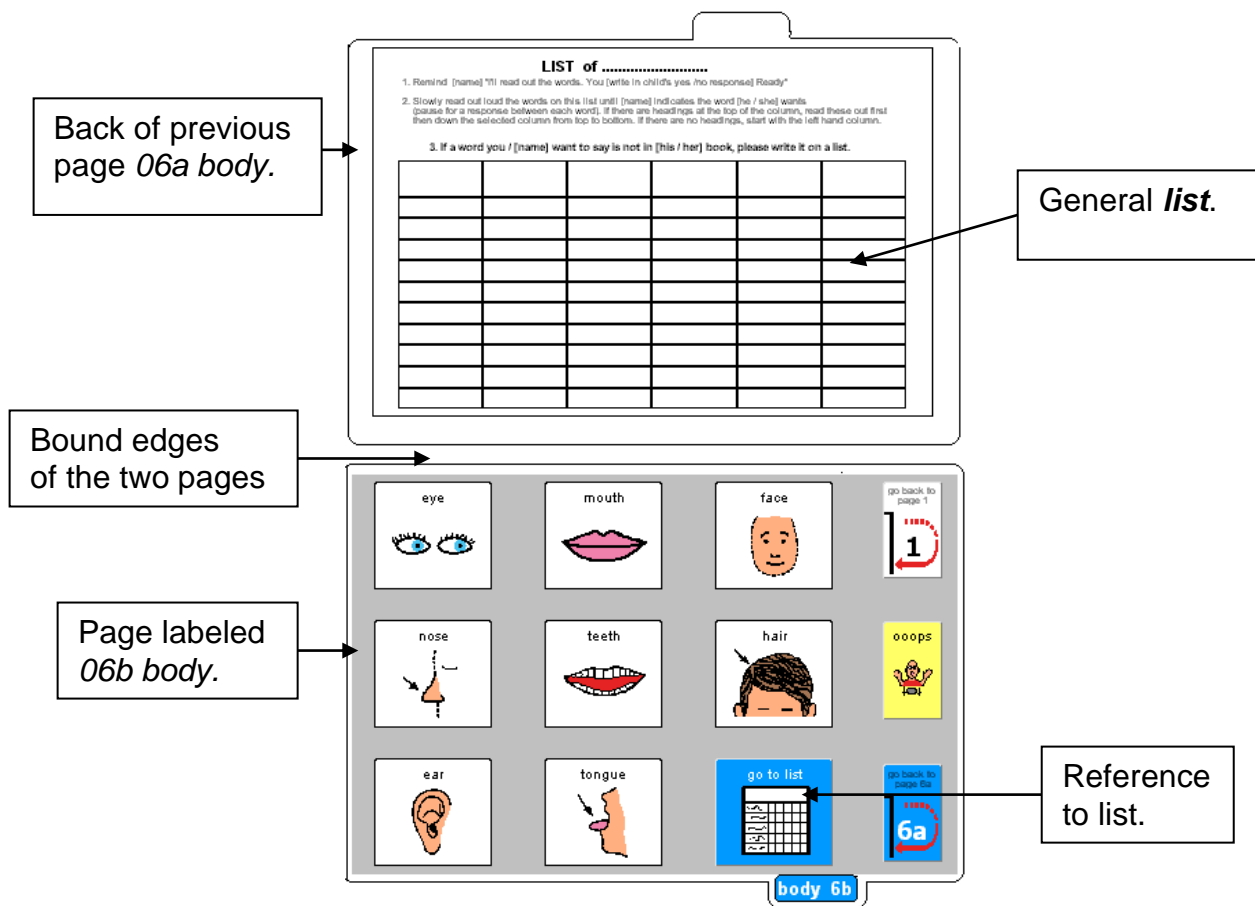 LIST of ..........................
1. Remind [name] "I'll read out the words. You [write in child's yes /no response] Ready"
2. Slowly read out loud the words on this list until [name] indicates the word [he / she] wants
(pause for a response between each word). If there are headings at the top of the column, read these out first
then down the selected column from top to bottom. If there are no headings, start with the left hand column.
3. If a word you / [name] want to say is not in [his / her] book, please write it on a list.
Back of previous
page 06a body.
General list.
Bound edges
of the two pages
eye
mouth
face
go back to
page 1
1
Page labeled
06b body.
nose
teeth
hair
ooops
ear
tongue
go to list
go back to
page 6a
6a
Reference
to list.
body 6b